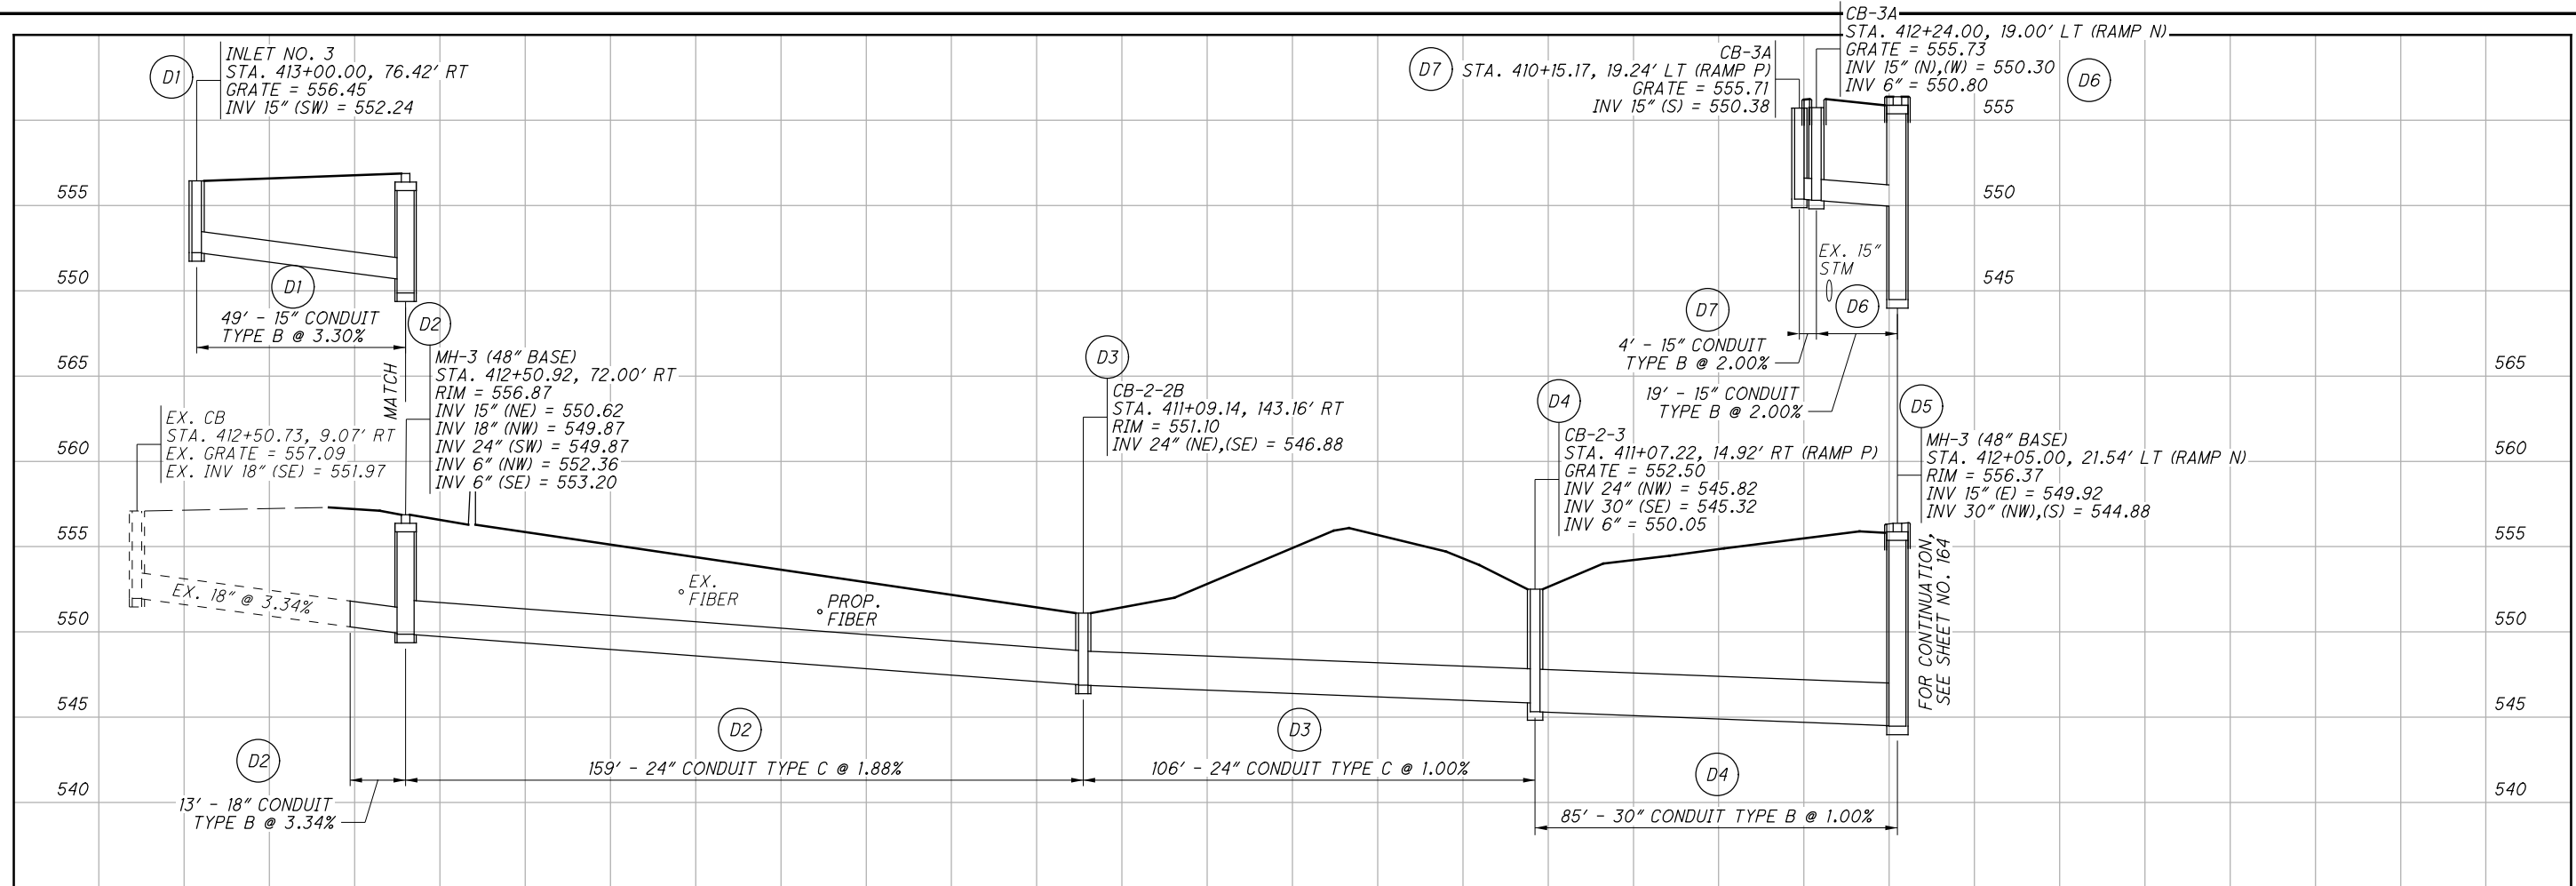 D1
INLET NO. 3
STA. 413+00.00, 76.42' RT
GRATE = 556.45
INV 15" (SW) = 552.24
D7
CB-3A
STA. 410+15.17, 19.24' LT (RAMP P)
GRATE = 555.71
INV 15" (S) = 550.38
CB-3A
STA. 412+24.00, 19.00' LT (RAMP N)
GRATE = 555.73
INV 15" (N),(W) = 550.30
INV 6" = 550.80
D6
555
550
545
555
550
D1
49' - 15" CONDUIT
TYPE B @ 3.30%
EX. 15"
STM
D6
D7
4' - 15" CONDUIT
TYPE B @ 2.00%
19' - 15" CONDUIT
TYPE B @ 2.00%
565
560
555
550
545
540
565
560
555
550
545
540
MATCH
EX. CB
STA. 412+50.73, 9.07' RT
EX. GRATE = 557.09
EX. INV 18" (SE) = 551.97
D2
MH-3 (48" BASE)
STA. 412+50.92, 72.00' RT
RIM = 556.87
INV 15" (NE) = 550.62
INV 18" (NW) = 549.87
INV 24" (SW) = 549.87
INV 6" (NW) = 552.36
INV 6" (SE) = 553.20
D3
CB-2-2B
STA. 411+09.14, 143.16' RT
RIM = 551.10
INV 24" (NE),(SE) = 546.88
D4
CB-2-3
STA. 411+07.22, 14.92' RT (RAMP P)
GRATE = 552.50
INV 24" (NW) = 545.82
INV 30" (SE) = 545.32
INV 6" = 550.05
D5
MH-3 (48" BASE)
STA. 412+05.00, 21.54' LT (RAMP N)
RIM = 556.37
INV 15" (E) = 549.92
INV 30" (NW),(S) = 544.88
EX. 18" @ 3.34%
EX.
FIBER
PROP.
FIBER
FOR CONTINUATION,
SEE SHEET NO. 164
D2
13' - 18" CONDUIT
TYPE B @ 3.34%
D2
159' - 24" CONDUIT TYPE C @ 1.88%
D3
106' - 24" CONDUIT TYPE C @ 1.00%
D4
85' - 30" CONDUIT TYPE B @ 1.00%